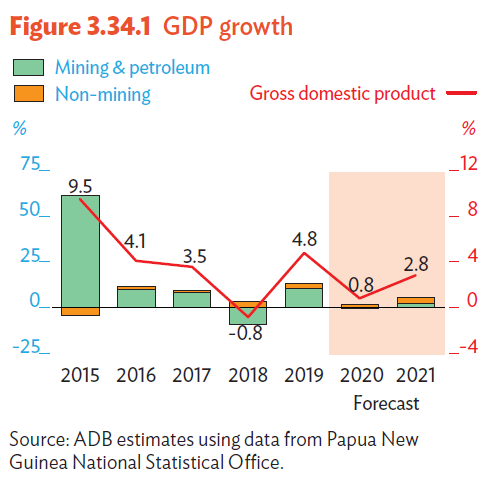 Figure 3.34.1 GDP growth
Mining & petroleum
Non-mining
Gross domestic product
%
%
75
12
9.5
50
8
4.1
3.5
4.8
25
4
0.8
2.8
0
0
-0.8
-25
-4
2015 2016 2017 2018 2019 2020 2021
Forecast
Source: ADB estimates using data from Papua New
Guinea National Statistical Office.